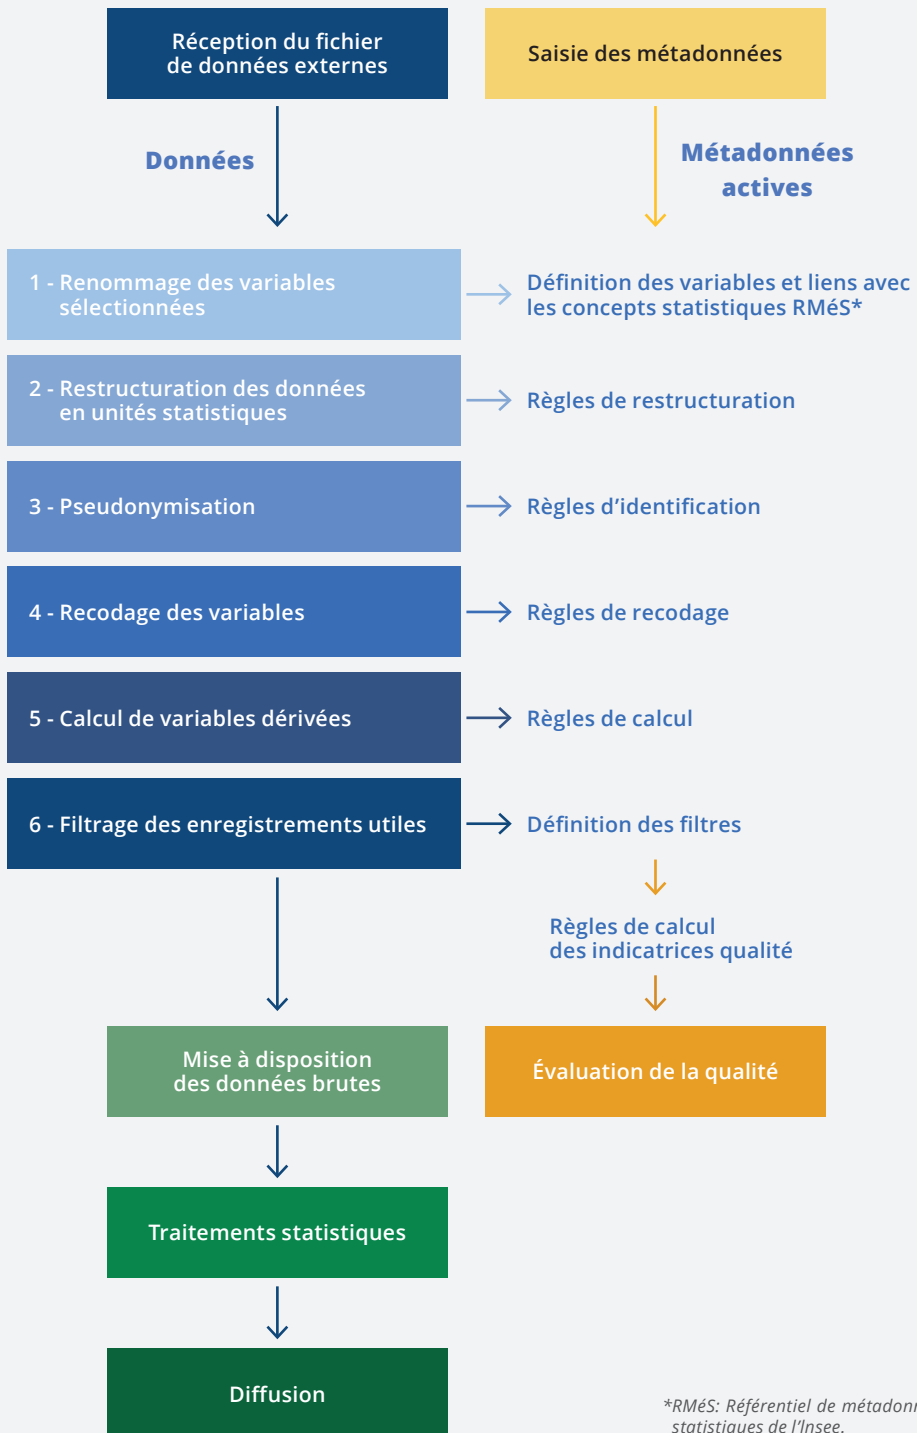 Réception du fichier
de données externes
Saisie des métadonnées
Données
Métadonnées
actives
1 - Renommage des variables
sélectionnées
Définition des variables et liens avec
les concepts statistiques RMéS*
2 - Restructuration des données
en unités statistiques
Règles de restructuration
3 - Pseudonymisation
Règles d’identification
4 - Recodage des variables
Règles de recodage
5 - Calcul de variables dérivées
Règles de calcul
6 - Filtrage des enregistrements utiles
Définition des filtres
Règles de calcul
des indicatrices qualité
Mise à disposition
des données brutes
Évaluation de la qualité
Traitements statistiques
Diffusion
*RMéS: Référentiel de
statistiques de l’Insee.